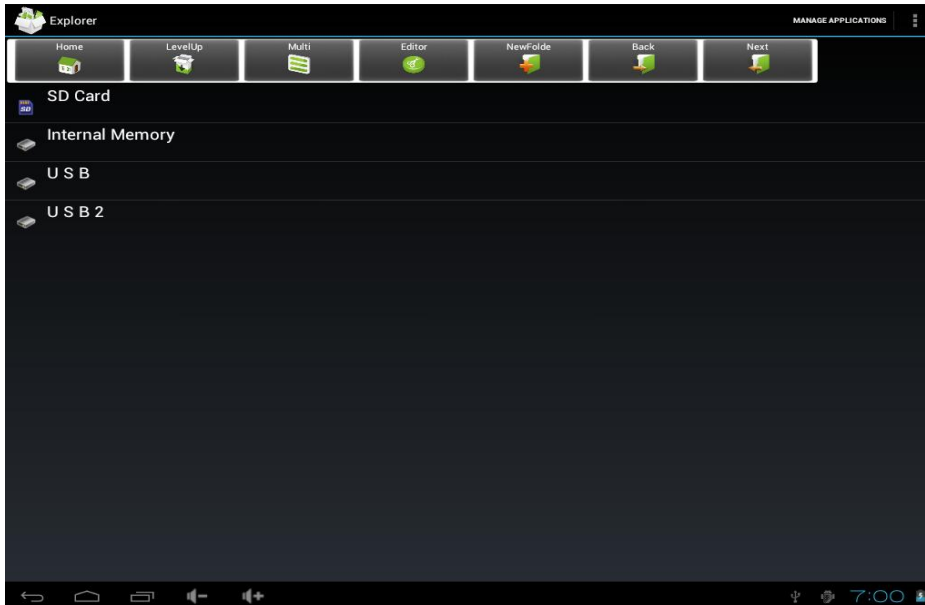 Explorer MANAGE APPLICATIONS
Home LevelUp Multi Editor NewFolde Back Next
SD Card
Internal Memory
U S B
U S B 2
7:00